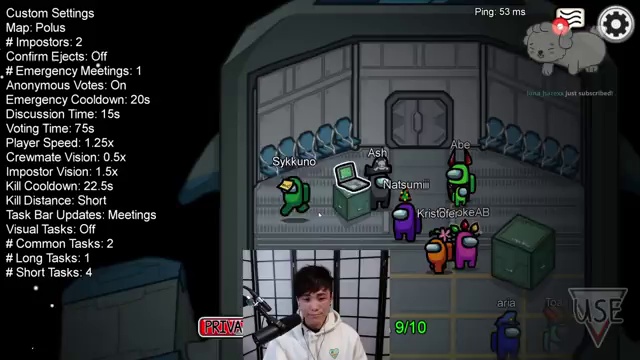 Custom Settings
Map: Polus
# Impostors: 2
Confirm Ejects: Off
# Emergency Meetings: 1
Anonymous Votes: On
Emergency Cooldown: 20s
Discussion Time: 15s
Voting Time: 75s
Player Speed: 1.25x
Crewmate Vision: 0.5x
Impostor Vision: 1.5x
Kill Cooldown: 22.5s
Kill Distance: Short
Task Bar Updates: Meetings
Visual Tasks: Off
# Common Tasks: 2
# Long Tasks: 1
# Short Tasks: 4
Ping: 53 ms
just subscribed!
Sykkuno
Ash
Abe
Natsumiii
aria
PRIVA
9/10
USE